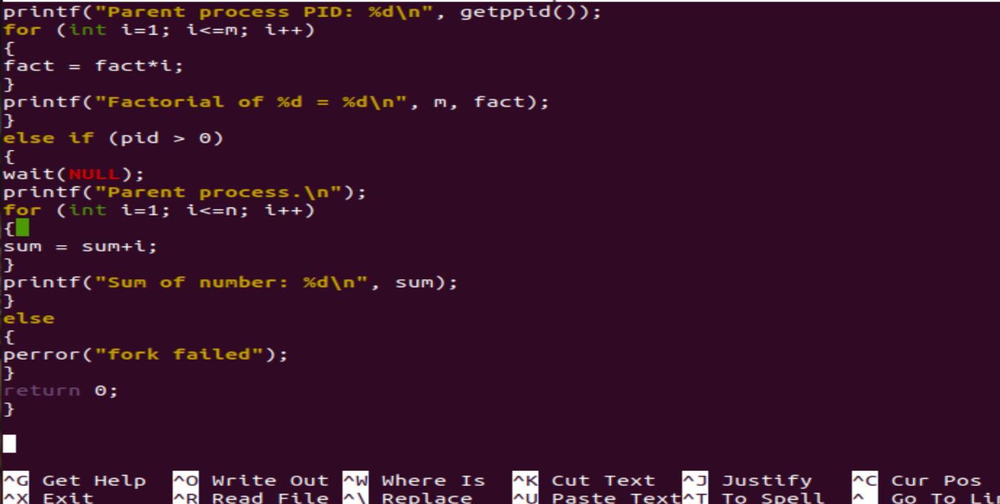 printf("Parent process PID: %d\n", getppid());
for (int i=1; i<=m; i++)
{
fact = fact*i;
}
printf("Factorial of %d = %d\n", m, fact);
}
else if (pid > 0)
{
wait(NULL);
printf("Parent process.\n");
for (int i=1; i<=n; i++)
{
sum = sum+i;
}
printf("Sum of number: %d\n", sum);
}
else
{
perror("fork failed");
}
return 0;
}
^G Get Help ^O Write Out ^W Where Is ^K Cut Text ^J Justify ^C Cur Pos
^X Exit ^R Read File ^\ Replace ^U Paste Text ^T To Spell ^ Go To